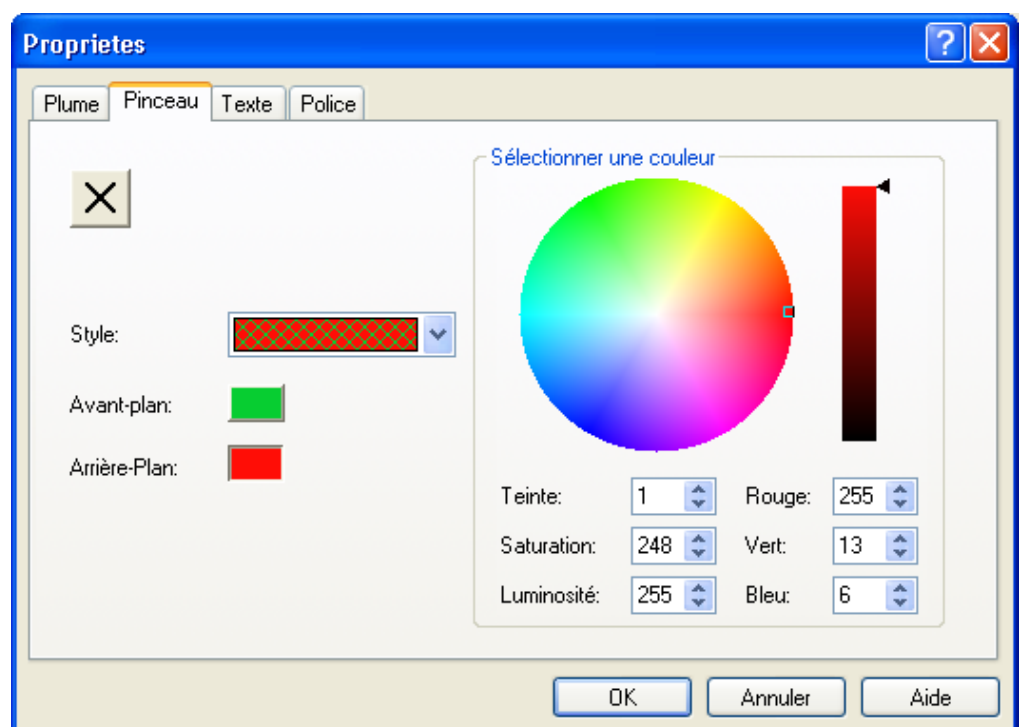 Proprietes
Plume Pinceau Texte Police
Sélectionner une couleur
Style:
Avant-plan:
Arrière-Plan:
Teinte: 1 Rouge: 255
Saturation: 248 Vert: 13
Luminosité: 255 Bleu: 6
OK Annuler Aide